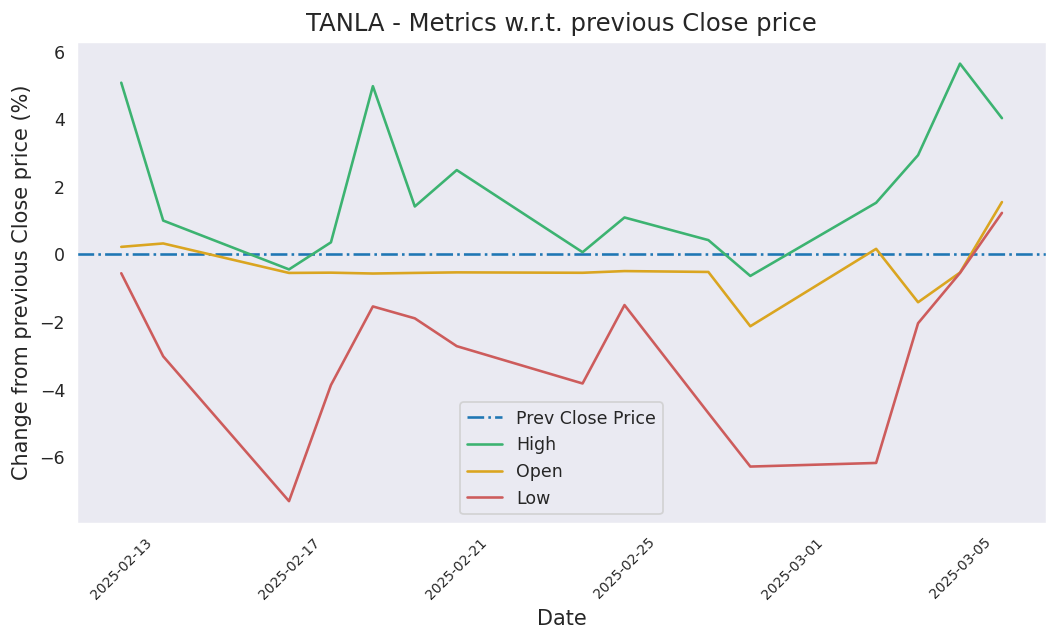 TANLA - Metrics w.r.t. previous Close price
Change from previous Close price (%)
6
4
2
0
−2
−4
−6
Prev Close Price
High
Open
Low
2025-02-13
2025-02-17
2025-02-21
2025-02-25
2025-03-01
2025-03-05
Date